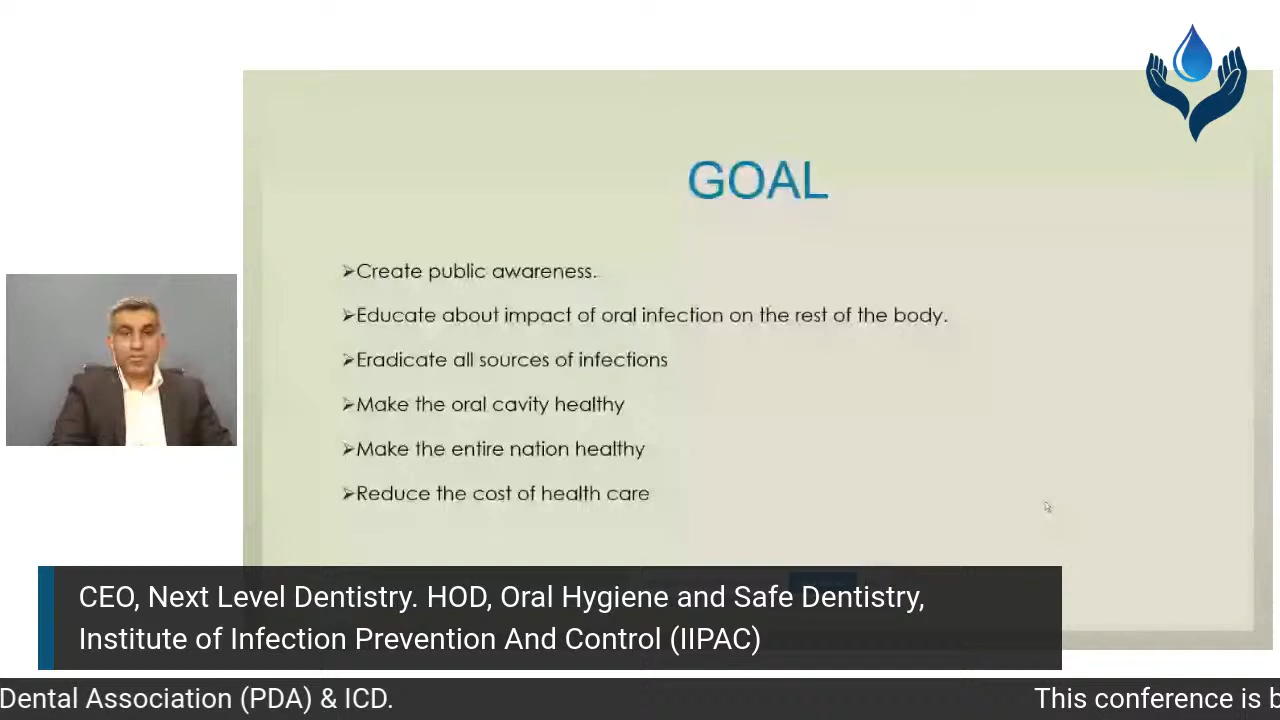 GOAL
➢Create public awareness.
➢Educate about impact of oral infection on the rest of the body.
➢Eradicate all sources of infections
➢Make the oral cavity healthy
➢Make the entire nation healthy
➢Reduce the cost of health care
CEO, Next Level Dentistry. HOD, Oral Hygiene and Safe Dentistry,
Institute of Infection Prevention And Control (IIPAC)
Dental Association (PDA) & ICD. This conference is